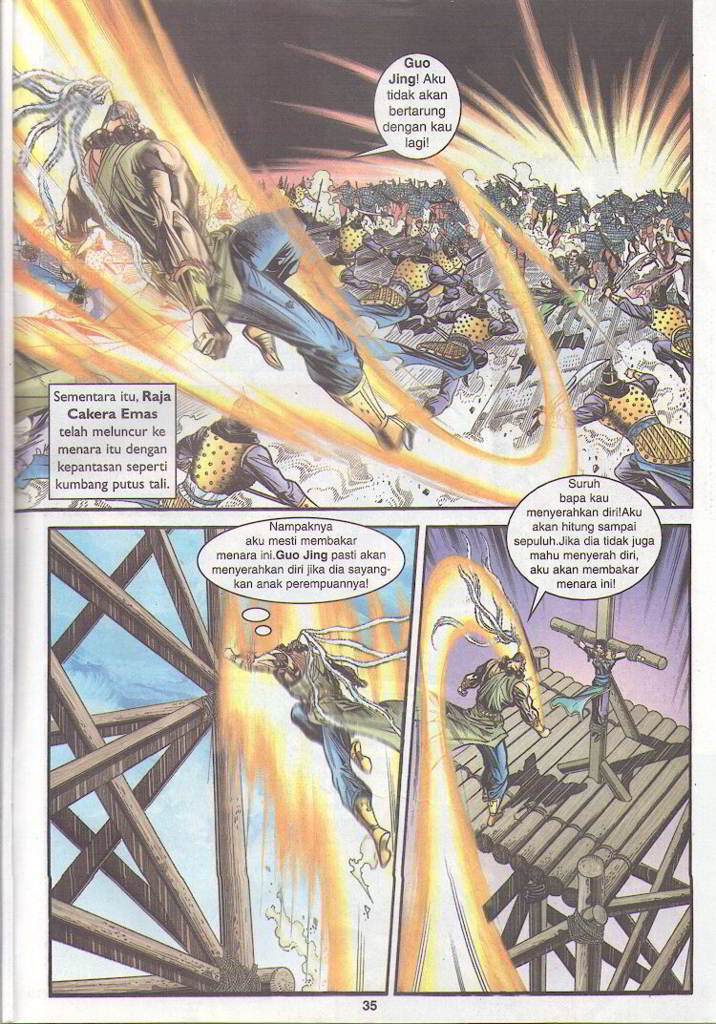 Guo
Jing! Aku
tidak akan
bertarung
dengan kau
lagi!
Sementara itu, Raja
Cakera Emas
telah meluncur ke
menara itu dengan
kepantasan seperti
kumbang putus tali.
Nampaknya
aku mesti membakar
menara ini.Guo Jing pasti akan
menyerahkan diri jika dia sayang-
kan anak perempuannya!
Suruh
bapa kau
menyerahkan diri!Aku
akan hitung sampai
sepuluh.Jika dia tidak juga
mahu menyerah diri,
aku akan membakar
menara ini!
35